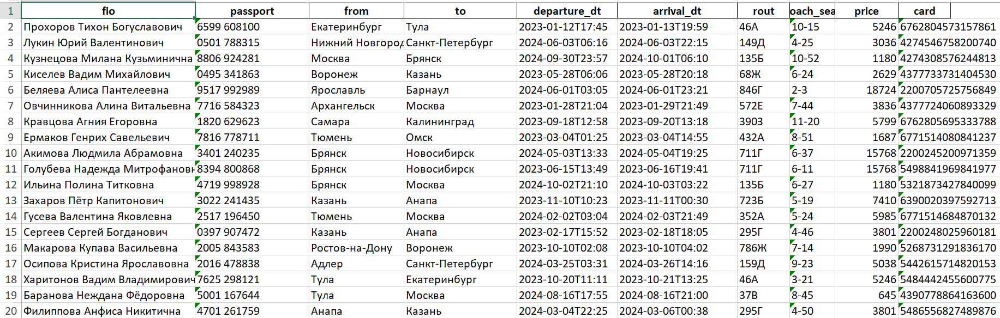 1 fio passport from to departure_dt arrival_dt rout oach_sea price card
2 Прохоров Тихон Богуславович 6599 608100 Екатеринбург Тула 2023-01-12T17:45 2023-01-13T19:59 46А 10-15 5246 6762804573157861
3 Лукин Юрий Валентинович 0501 788315 Нижний Новгород Санкт-Петербург 2024-06-03T06:16 2024-06-03T22:15 149Д 4-25 3036 4274546758200740
4 Кузнецова Милана Кузьминична 8806 924281 Москва Брянск 2024-09-30T23:57 2024-10-01T06:10 135Б 10-52 1180 4274308576244813
5 Киселев Вадим Михайлович 0495 341863 Воронеж Казань 2023-05-28T06:06 2023-05-28T20:18 68Ж 6-24 2629 4377733731404530
6 Беляева Алиса Пантелеевна 9517 992989 Ярославль Барнаул 2024-06-01T03:05 2024-06-01T23:21 846Г 2-3 18724 2200705725756849
7 Овчинникова Алина Витальевна 7716 584323 Архангельск Москва 2023-01-28T21:04 2023-01-29T21:49 572Е 7-44 3836 4377724060893329
8 Кравцова Агния Егоровна 1820 629623 Самара Калининград 2023-09-18T12:58 2023-09-20T13:18 390З 11-20 5799 6762805695333788
9 Ермаков Генрих Савельевич 7816 778711 Тюмень Омск 2023-03-04T01:25 2023-03-04T14:55 432А 8-51 1687 6771514080841237
10 Акимова Людмила Абрамовна 3401 240235 Брянск Новосибирск 2024-05-03T13:33 2024-05-04T19:25 711Г 6-37 15768 2200245200971359
11 Голубева Надежда Митрофановн 8394 800868 Брянск Новосибирск 2023-06-15T13:49 2023-06-16T19:41 711Г 6-11 15768 5498841969841977
12 Ильина Полина Титковна 4719 998928 Брянск Москва 2024-10-02T21:10 2024-10-03T03:22 135Б 6-27 1180 5321873427840099
13 Захаров Пётр Капитонович 3022 241435 Казань Анапа 2023-11-10T10:23 2023-11-11T00:30 723Б 5-19 7410 6390020397592713
14 Гусева Валентина Яковлевна 2517 196450 Тюмень Москва 2024-02-02T03:04 2024-02-03T21:49 352А 5-24 5985 6771514684870132
15 Сергеев Сергей Богданович 0397 907472 Казань Анапа 2023-02-17T15:52 2023-02-18T18:05 295Г 4-46 3801 2200248025960181
16 Макарова Купава Васильевна 2005 843583 Ростов-на-Дону Воронеж 2023-10-10T02:08 2023-10-10T04:02 786Ж 7-14 1990 5268731291836170
17 Осипова Кристина Ярославовна 2016 478838 Адлер Санкт-Петербург 2024-03-25T03:31 2024-03-26T14:16 159Д 9-23 5038 5442615714820153
18 Харитонов Вадим Владимирович 7625 298121 Тула Екатеринбург 2023-10-20T11:11 2023-10-21T13:25 46А 3-21 5246 5484442455600775
19 Баранова Неждана Фёдоровна 5001 167644 Тула Москва 2024-08-16T17:55 2024-08-16T21:00 37В 8-45 645 4390778864163600
20 Филиппова Анфиса Никитична 4701 261759 Анапа Казань 2024-03-04T22:25 2024-03-06T00:38 295Г 4-50 3801 5486556827489876